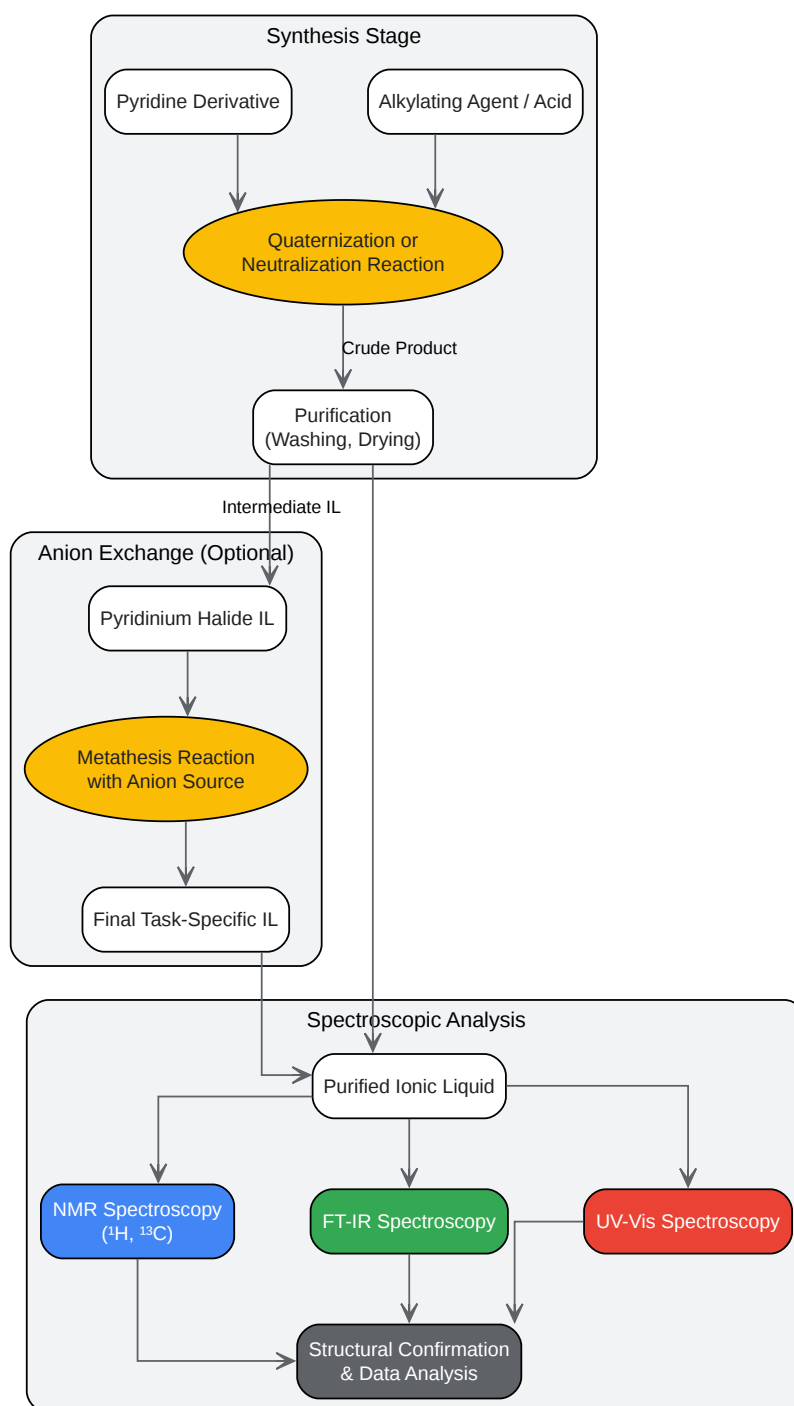 Synthesis Stage
Pyridine Derivative
Alkylating Agent / Acid
Quaternization or
Neutralization Reaction
Crude Product
Purification
(Washing, Drying)
Intermediate IL
Anion Exchange (Optional)
Pyridinium Halide IL
Metathesis Reaction
with Anion Source
Final Task-Specific IL
Spectroscopic Analysis
Purified Ionic Liquid
NMR Spectroscopy
(¹H, ¹³C)
FT-IR Spectroscopy
UV-Vis Spectroscopy
Structural Confirmation
& Data Analysis